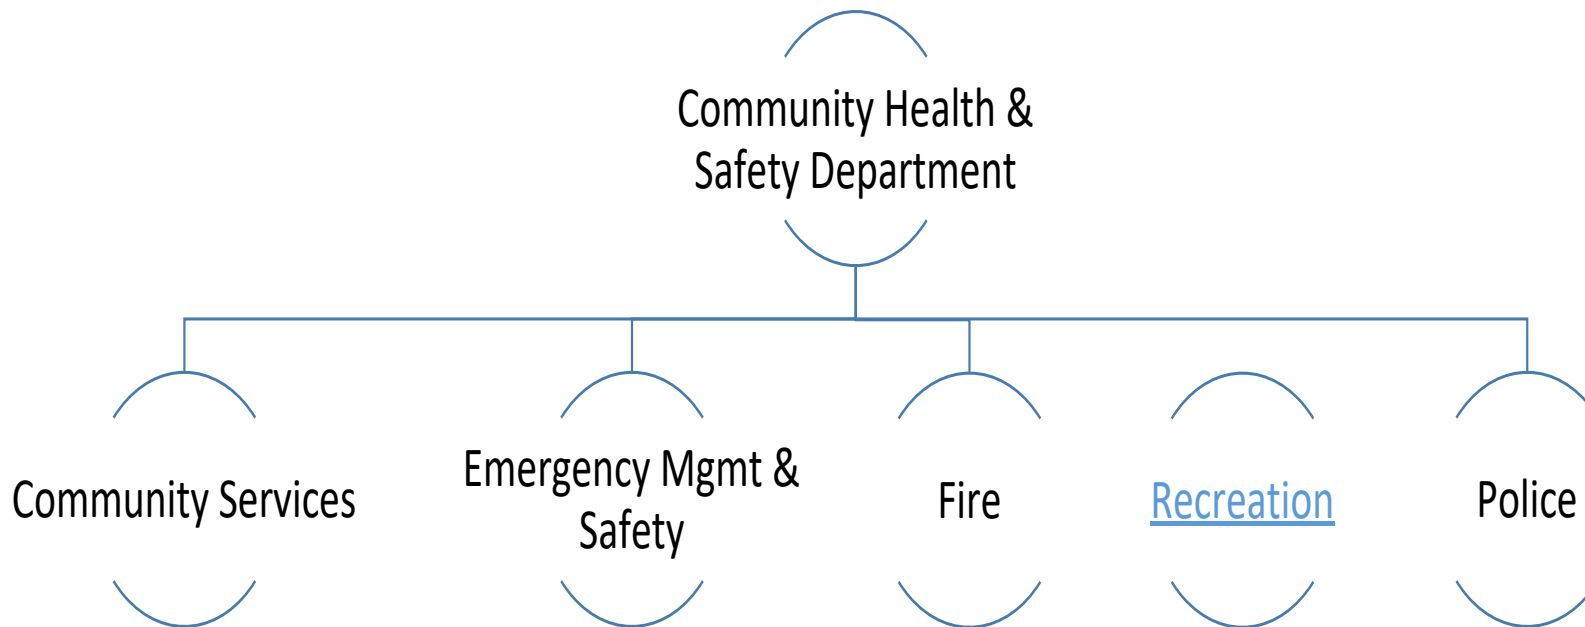 Community Health &
Safety Department
Community Services
Emergency Mgmt &
Safety
Fire
Recreation
Police